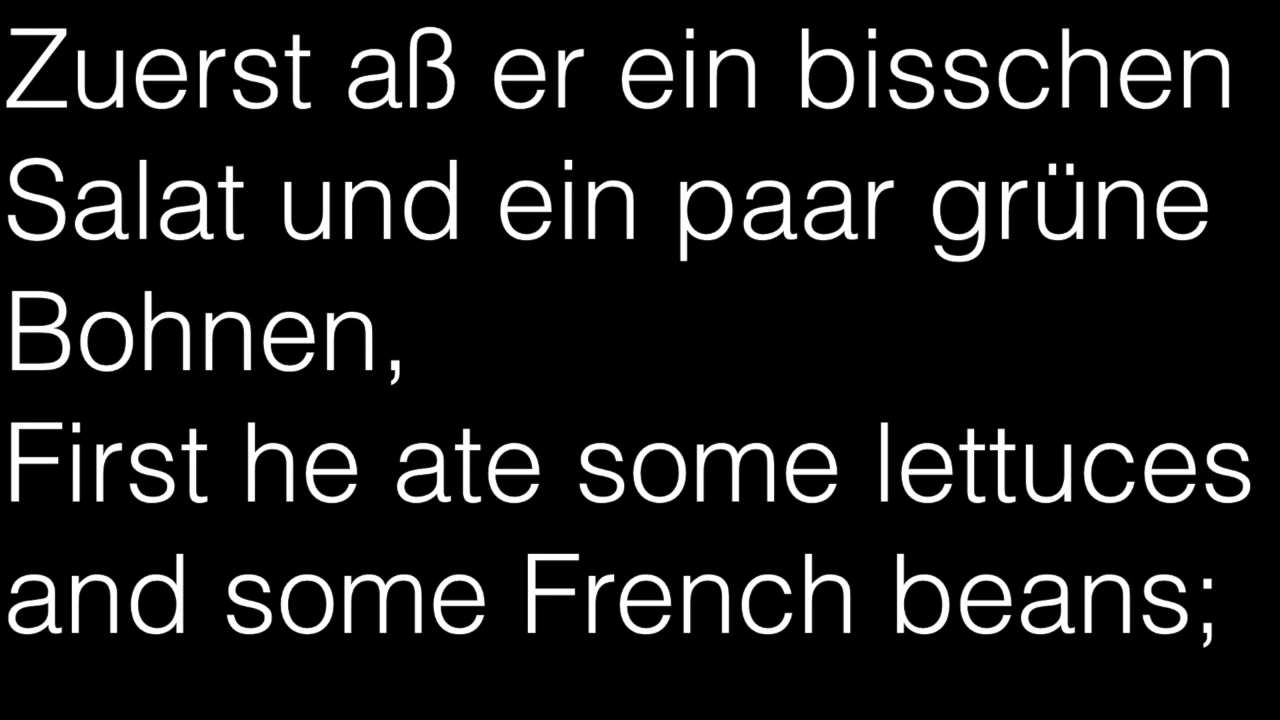 Zuerst aß er ein bisschen
Salat und ein paar grüne
Bohnen,
First he ate some lettuces
and some French beans;